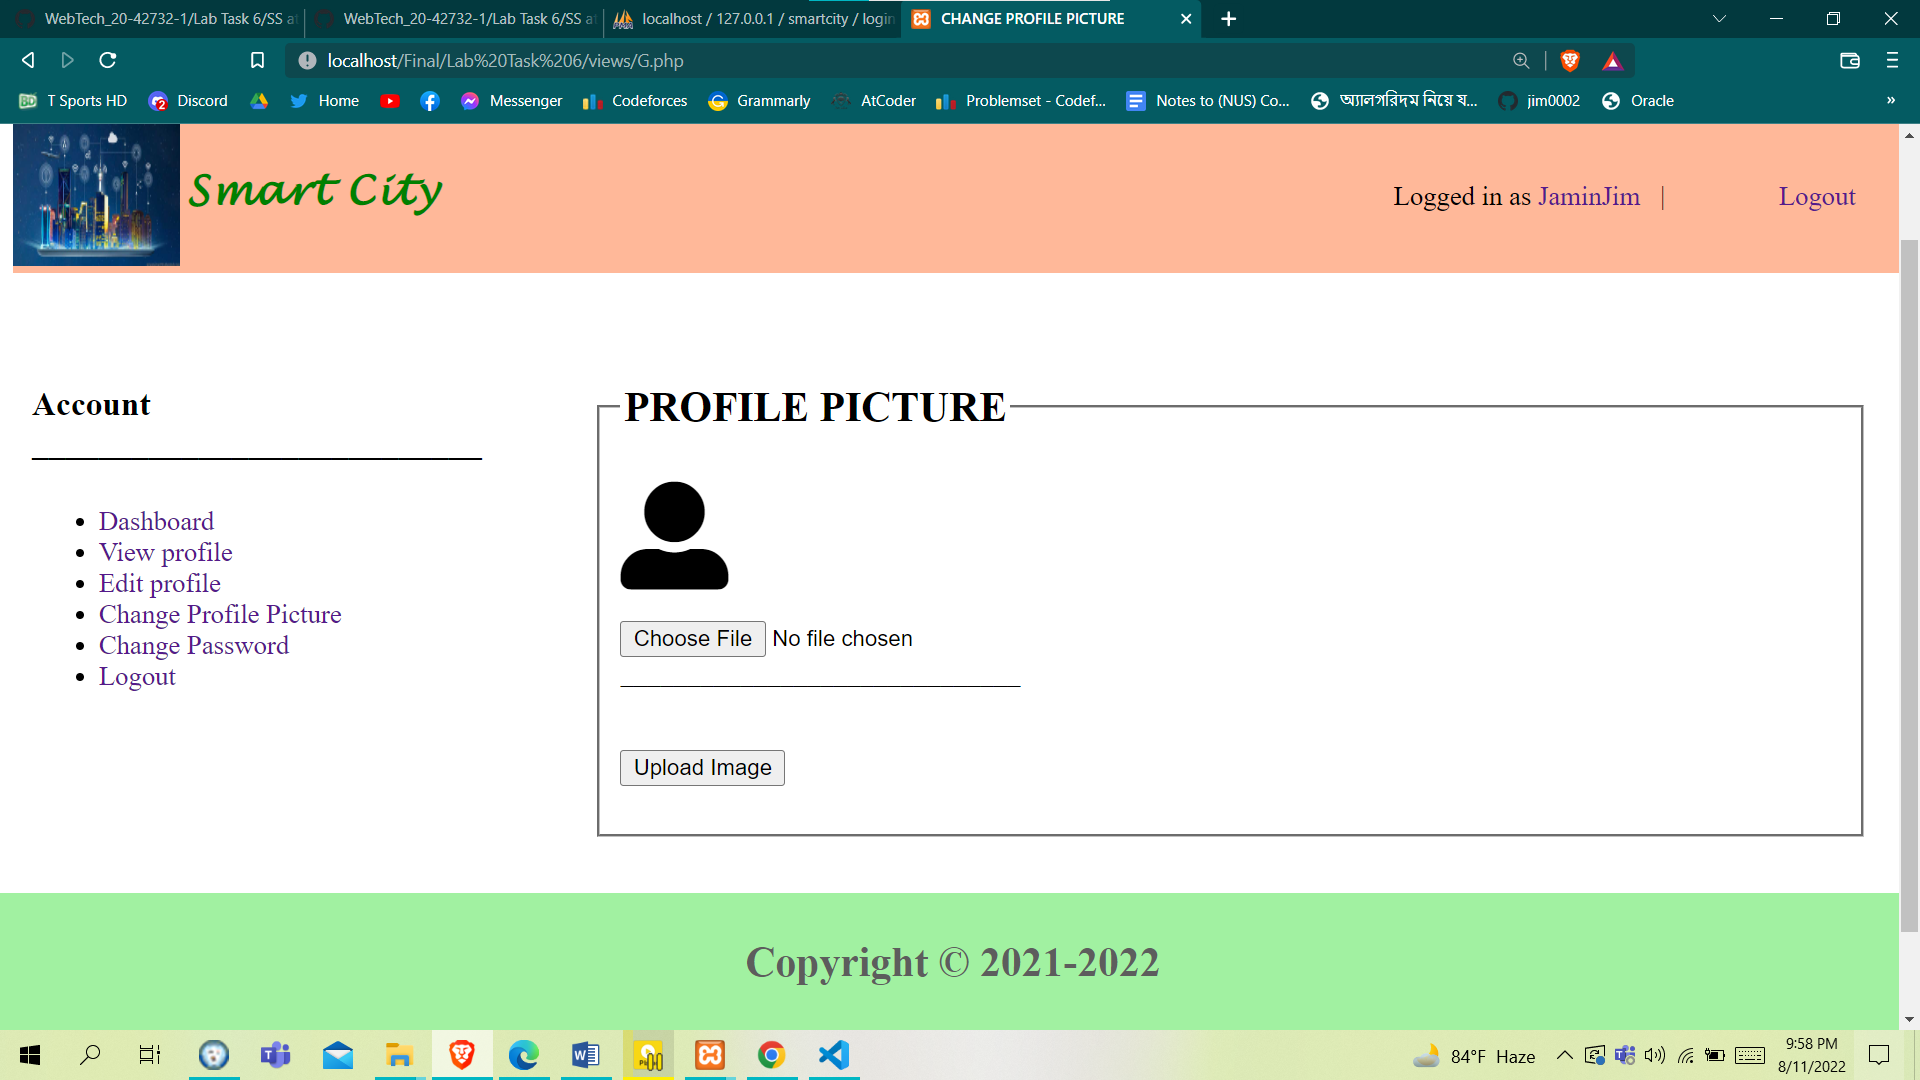 WebTech_20-42732-1/Lab Task 6/SS at
WebTech_20-42732-1/Lab Task 6/SS at
localhost / 127.0.0.1 / smartcity / login
CHANGE PROFILE PICTURE
localhost/Final/Lab%20Task%206/views/G.php
T Sports HD
Discord
Home
Messenger
Codeforces
Grammarly
AtCoder
Problemset - Codef...
Notes to (NUS) Co...
অ্যালগরিদম নিয়ে য...
jim0002
Oracle
»
Smart City
Logged in as JaminJim |
Logout
Account
Dashboard
View profile
Edit profile
Change Profile Picture
Change Password
Logout
PROFILE PICTURE
Choose File No file chosen
Upload Image
Copyright © 2021-2022
84°F Haze
9:58 PM
8/11/2022